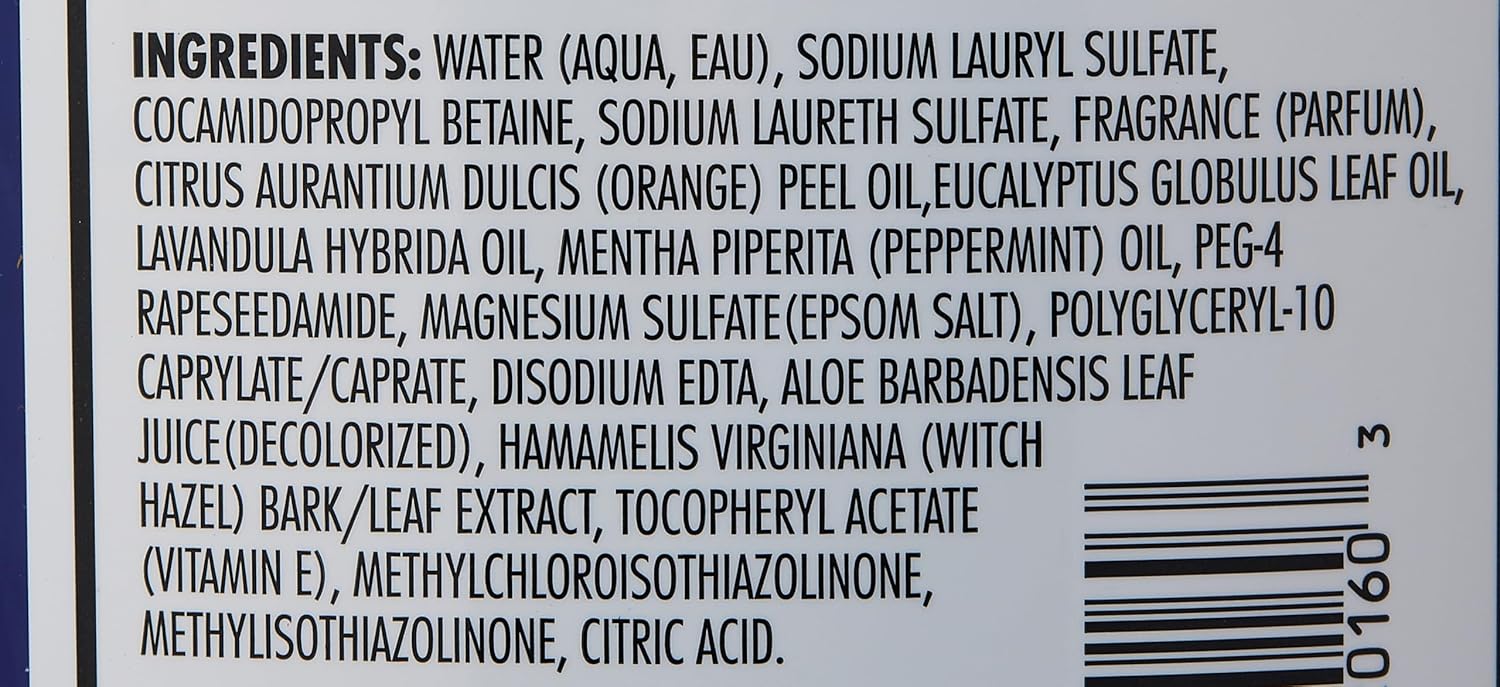 INGREDIENTS: WATER (AQUA, EAU), SODIUM LAURYL SULFATE,
COCAMIDOPROPYL BETAINE, SODIUM LAURETH SULFATE, FRAGRANCE (PARFUM),
CITRUS AURANTIUM DULCIS (ORANGE) PEEL OIL,EUCALYPTUS GLOBULUS LEAF OIL,
LAVANDULA HYBRIDA OIL, MENTHA PIPERITA (PEPPERMINT) OIL, PEG-4
RAPESEEDAMIDE, MAGNESIUM SULFATE(EPSOM SALT), POLYGLYCERYL-10
CAPRYLATE/CAPRATE, DISODIUM EDTA, ALOE BARBADENSIS LEAF
JUICE(DECOLORIZED), HAMAMELIS VIRGINIANA (WITCH
HAZEL) BARK/LEAF EXTRACT, TOCOPHERYL ACETATE
(VITAMIN E), METHYLCHLOROISOTHIAZOLINONE,
METHYLISOTHIAZOLINONE, CITRIC ACID.
0160 3